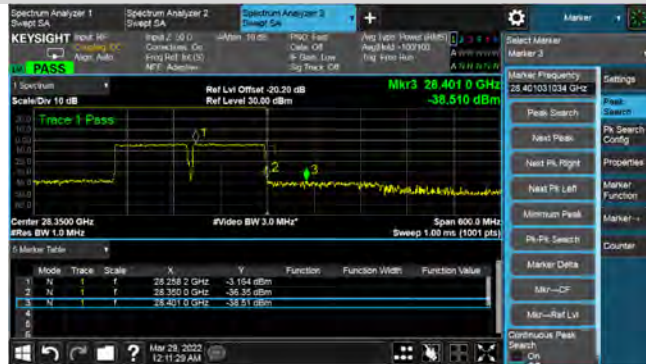 Spectrum Analyzer 1
Swept SA
Spectrum Analyzer 2
Swept SA
Spectrum Analyzer 3
Swept SA
+
Marker
KEYSIGHT
Input: RF
Coupling: DC
Align: Auto
Input Z: 50 Ω
Corrections: On
Freq Ref: Int (S)
NFE: Adaptive
Atten: 10 dB
PNO: Fast
Gate: Off
IF Gain: Low
Sig Track: Off
Avg Type: Power (RMS)
Avg|Hold: >100/100
Trig: Free Run
PASS
Select Marker
Marker 3
1 Spectrum
Scale/Div 10 dB
Ref Lvl Offset -20.20 dB
Ref Level 30.00 dBm
Mkr3 28.401 0 GHz
-38.510 dBm
Trace 1 Pass
1
2
3
Center 28.3500 GHz
#Res BW 1.0 MHz
#Video BW 3.0 MHz*
Span 600.0 MHz
Sweep 1.00 ms (1001 pts)
5 Marker Table
Mode Trace Scale X Y Function Function Width Function Value
1 N 1 f 28.258 2 GHz -3.164 dBm
2 N 1 f 28.350 0 GHz -36.35 dBm
3 N 1 f 28.401 0 GHz -38.51 dBm
4
5
6
Marker Frequency
28.401031034 GHz
Peak Search
Next Peak
Next Pk Right
Next Pk Left
Minimum Peak
Pk-Pk Search
Marker Delta
Mkr→CF
Mkr→Ref Lvl
Continuous Peak
Search
On
Settings
Peak
Search
Pk Search
Config
Properties
Marker
Function
Marker→
Counter
?
Mar 29, 2022
12:11:29 AM